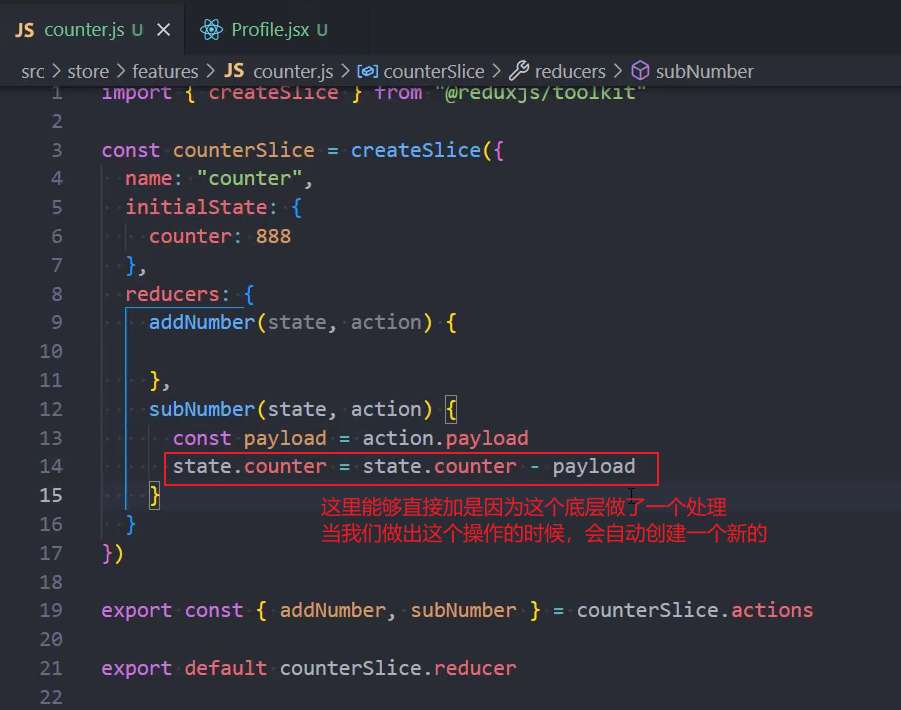 JS counter.js U × Profile.jsx U
src > store > features > JS counter.js > counterSlice > reducers > subNumber
1 import { createSlice } from "@reduxjs/toolkit"
2
3 const counterSlice = createSlice({
4 name: "counter",
5 initialState: {
6 counter: 888
7 },
8 reducers: {
9 addNumber(state, action) {
10
11 },
12 subNumber(state, action) {
13 const payload = action.payload
14 state.counter = state.counter - payload
15 }
这里能够直接加是因为这个底层做了一个处理
16 }
当我们做出这个操作的时候，会自动创建一个新的
17 })
18
19 export const { addNumber, subNumber } = counterSlice.actions
20
21 export default counterSlice.reducer
22